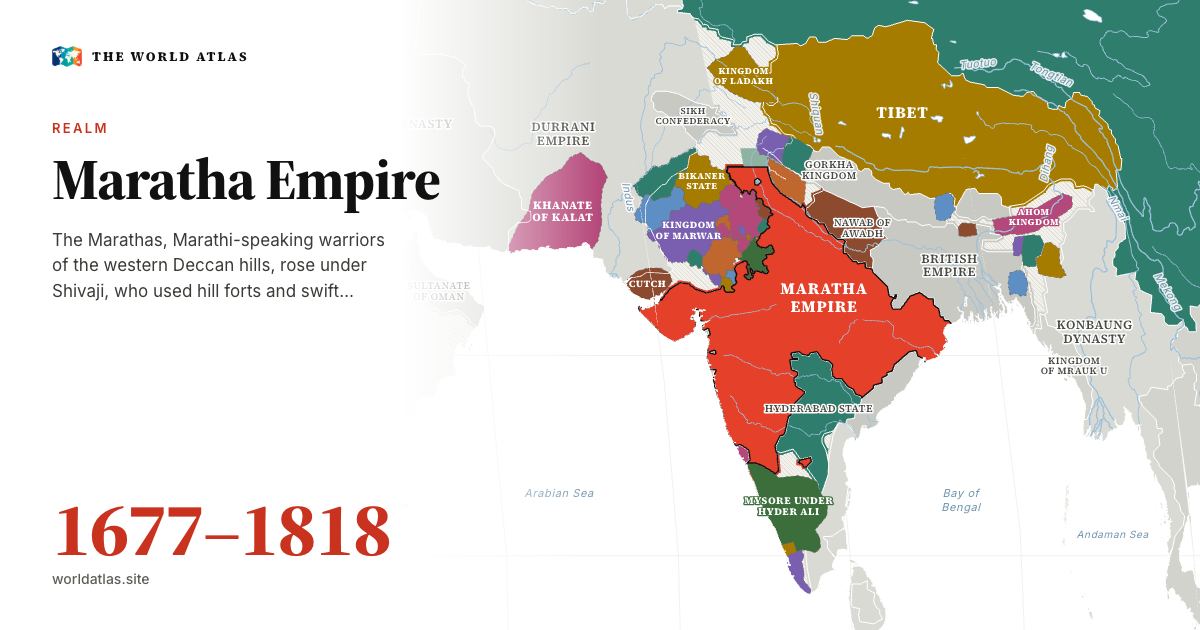 THE WORLD ATLAS
REALM
Maratha Empire
The Marathas, Marathi-speaking warriors
of the western Deccan hills, rose under
Shivaji, who used hill forts and swift...
1677–1818
worldatlas.site
KINGDOM
OF LADAKH
Tuotuo
Tongtian
TIBET
Shiquan
SIKH
CONFEDERACY
NASTY
DURRANI
EMPIRE
GORKHA
KINGDOM
Bihang
BIKANER
STATE
Indus
KHANATE
OF KALAT
KINGDOM
OF MARWAR
NAWAB OF
AWADH
AHOM
KINGDOM
Nmai
BRITISH
EMPIRE
CUTCH
SULTANATE
OF OMAN
MARATHA
EMPIRE
Mekong
KONBAUNG
DYNASTY
KINGDOM
OF MRAUK U
HYDERABAD STATE
Arabian Sea
Bay of
Bengal
MYSORE UNDER
HYDER ALI
Andaman Sea